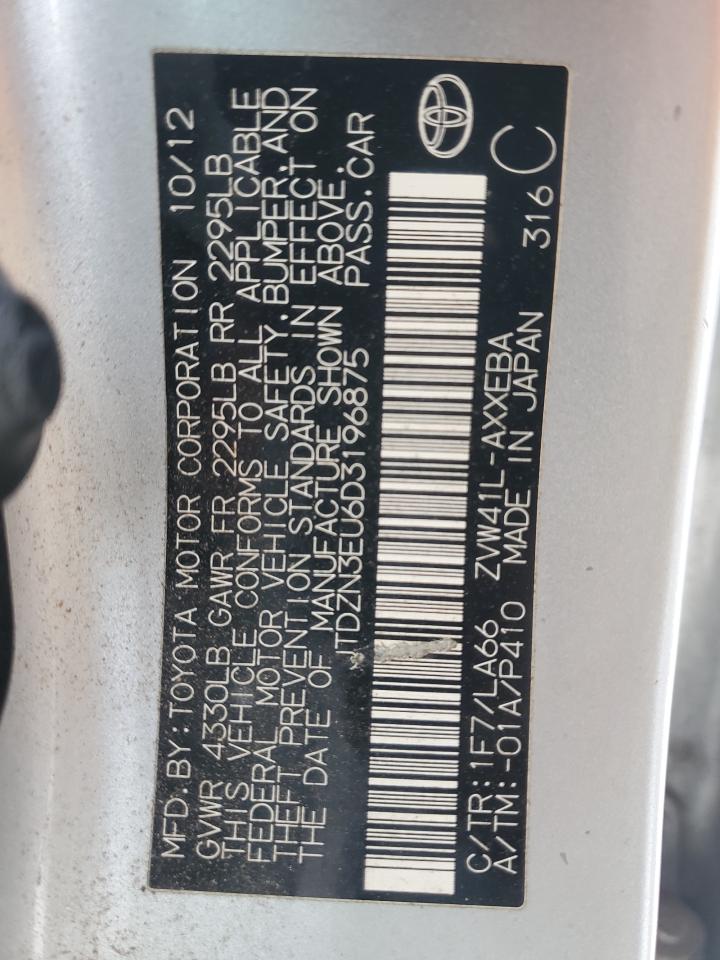 MFD.BY:TOYOTA MOTOR CORPORATION 10/12
GVWR 4330LB GAWR FR 2295LB RR 2295LB
THIS VEHICLE CONFORMS TO ALL APPLICABLE
FEDERAL MOTOR VEHICLE SAFETY, BUMPER, AND
THEFT PREVENTION STANDARDS IN EFFECT ON
THE DATE OF MANUFACTURE SHOWN ABOVE.
JTDZN3EU6D3196875 PASS.CAR
C/TR:1F7/LA66 ZVW41L-AXXEBA
A/TM:-01A/P410 MADE IN JAPAN 316 C